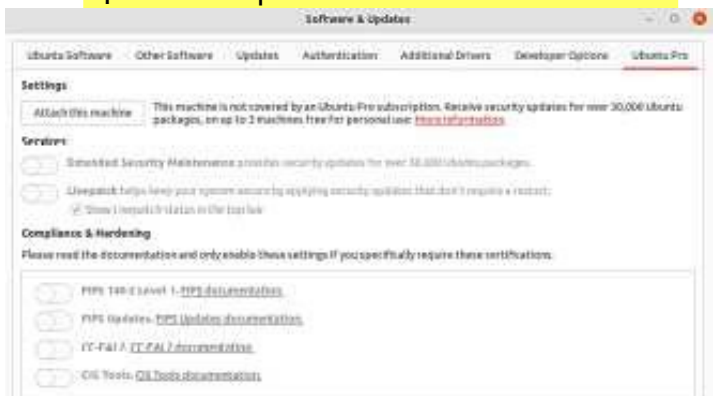 Software & Updates
Ubuntu Software Other Software Updates Authentication Additional Drivers Developer Options Ubuntu Pro
Settings
Attach this machine
This machine is not covered by an Ubuntu Pro subscription. Receive security updates for over 30,000 Ubuntu
packages, on up to 3 machines free for personal use. More information
Services
Extended Security Maintenance provides security updates for over 30,000 Ubuntu packages.
Livepatch helps keep your system secure by applying security updates that don't require a restart.
Show Livepatch status in the top bar
Compliance & Hardening
Please read the documentation and only enable these settings if you specifically require these certifications.
FIPS 140-2 Level 1. FIPS documentation.
FIPS Updates. FIPS Updates documentation.
CC-EAL2. CC-EAL2 documentation.
CIS Tools. CIS Tools documentation.